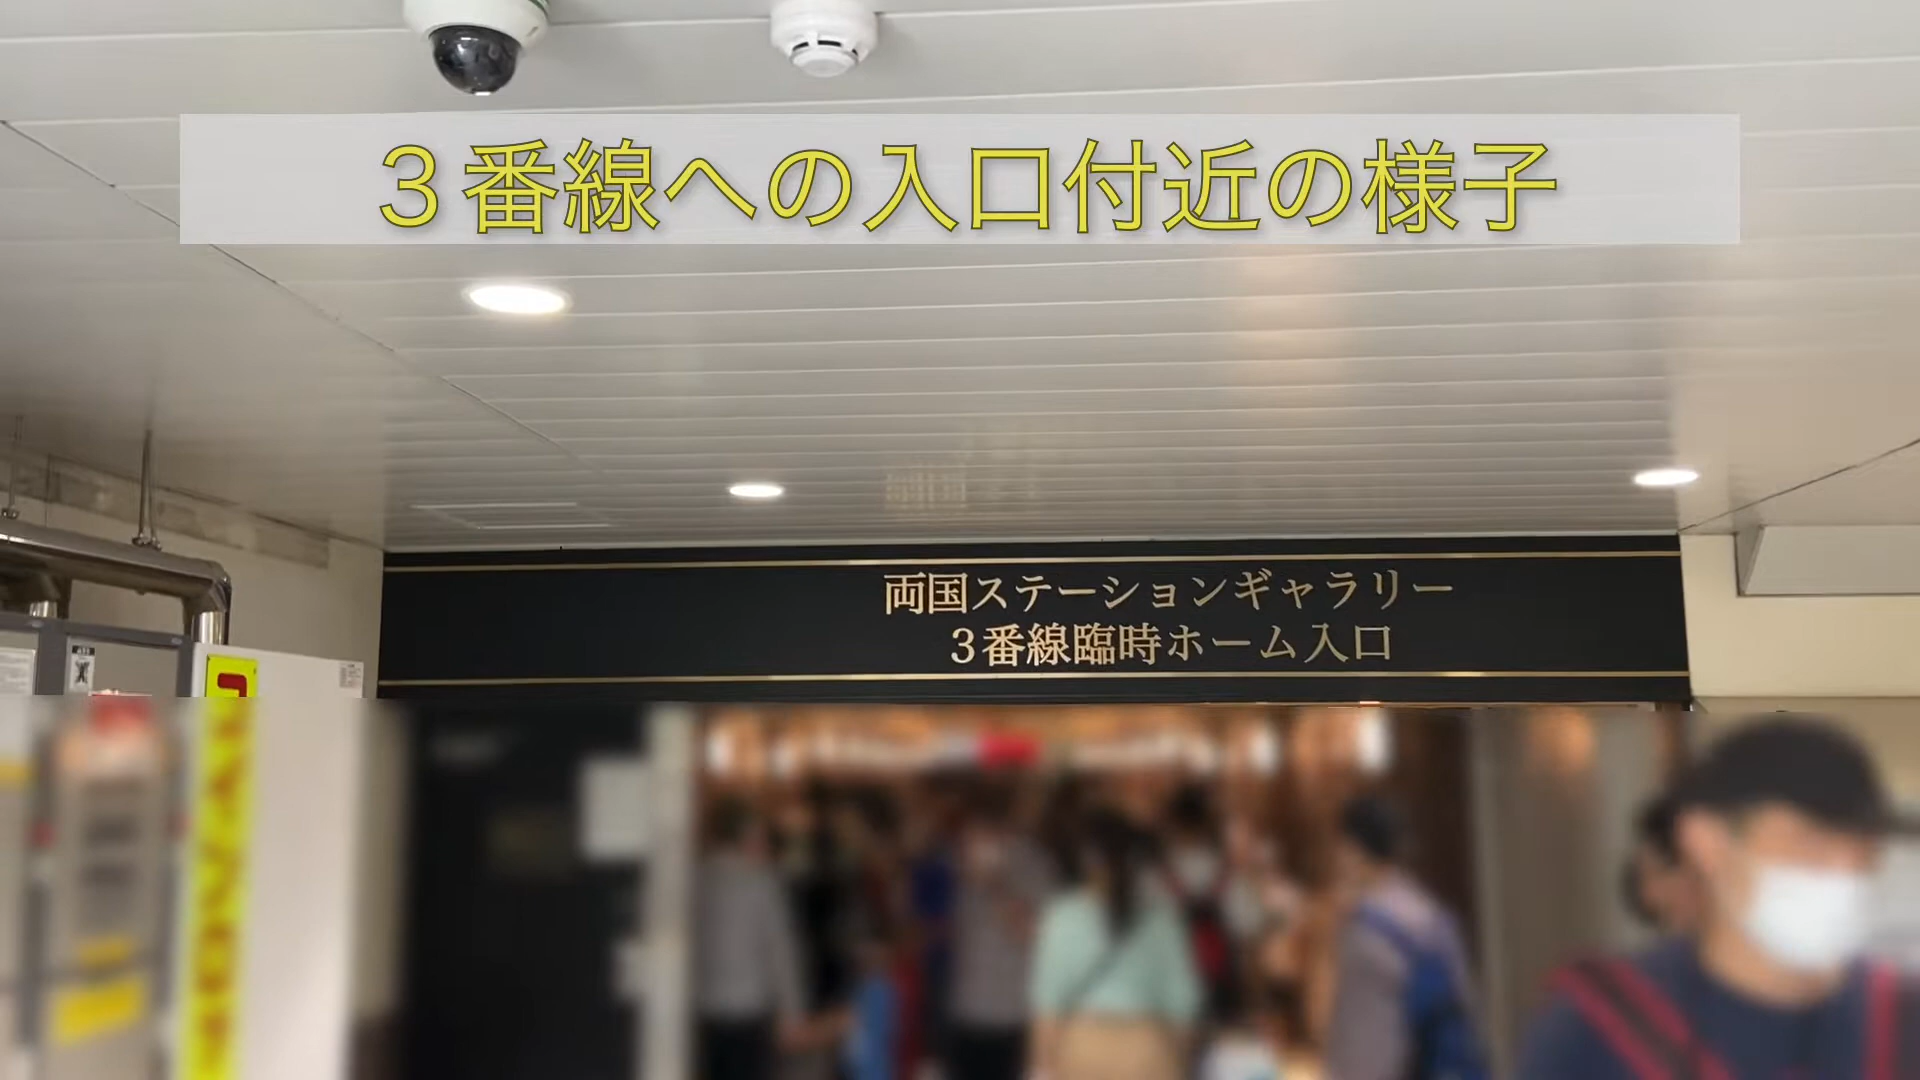 ３番線への入口付近の様子
両国ステーションギャラリー
３番線臨時ホーム入口